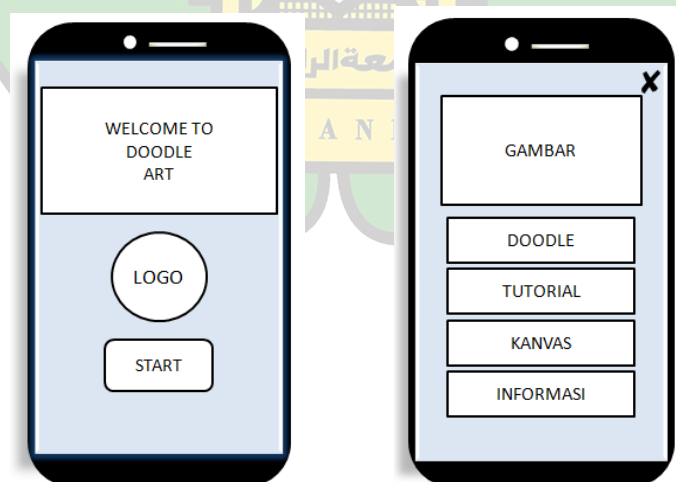 WELCOME TO
DOODLE
ART
LOGO
START
✘
GAMBAR
DOODLE
TUTORIAL
KANVAS
INFORMASI